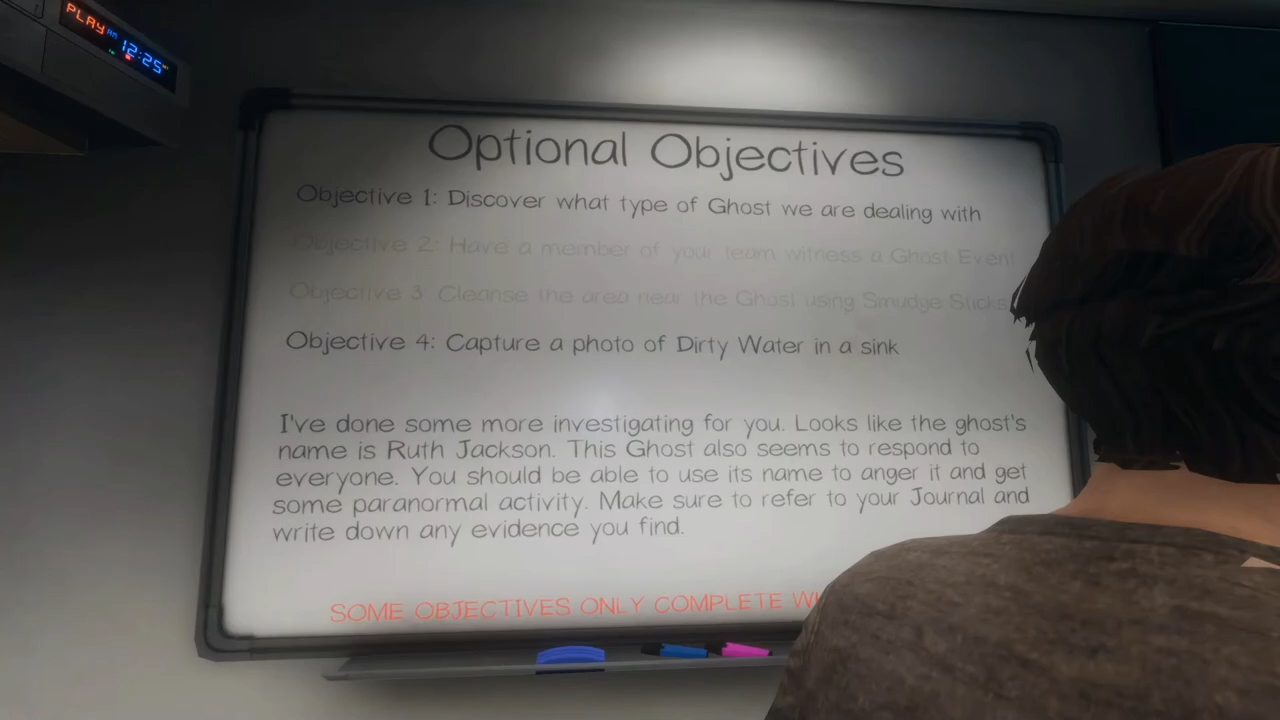 PLAY AM 12:25
Optional Objectives
Objective 1: Discover what type of Ghost we are dealing with
Objective 2: Have a member of your team witness a Ghost Event
Objective 3: Cleanse the area near the Ghost using Smudge Sticks
Objective 4: Capture a photo of Dirty Water in a sink
I've done some more investigating for you. Looks like the ghost's
name is Ruth Jackson. This Ghost also seems to respond to
everyone. You should be able to use its name to anger it and get
some paranormal activity. Make sure to refer to your Journal and
write down any evidence you find.
SOME OBJECTIVES ONLY COMPLETE